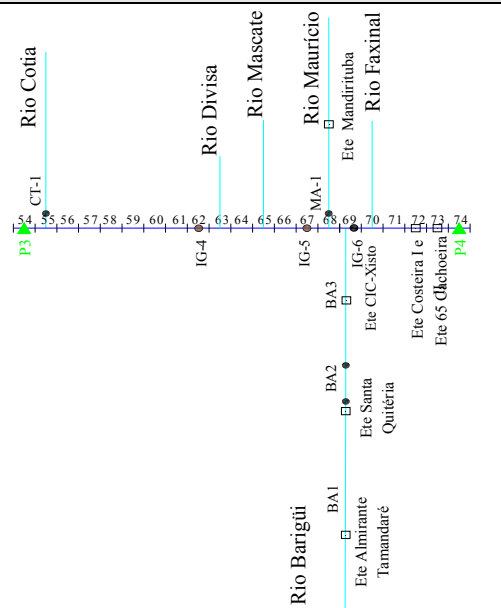 Rio Cotia
Rio Divisa
Rio Mascate
Rio Maurício
Ete Mandirituba
Rio Faxinal
CT-1
MA-1
54 55 56 57 58 59 60 61 62 63 64 65 66 67 68 69 70 71 72 73 74
P3
IG-4
IG-5
IG-6
P4
BA3
Ete CIC-Xisto
Ete Costeira I e
Ete 65 da
BA2
Ete Santa
Quitéria
BA1
Ete Almirante
Tamandaré
Rio Barigüi